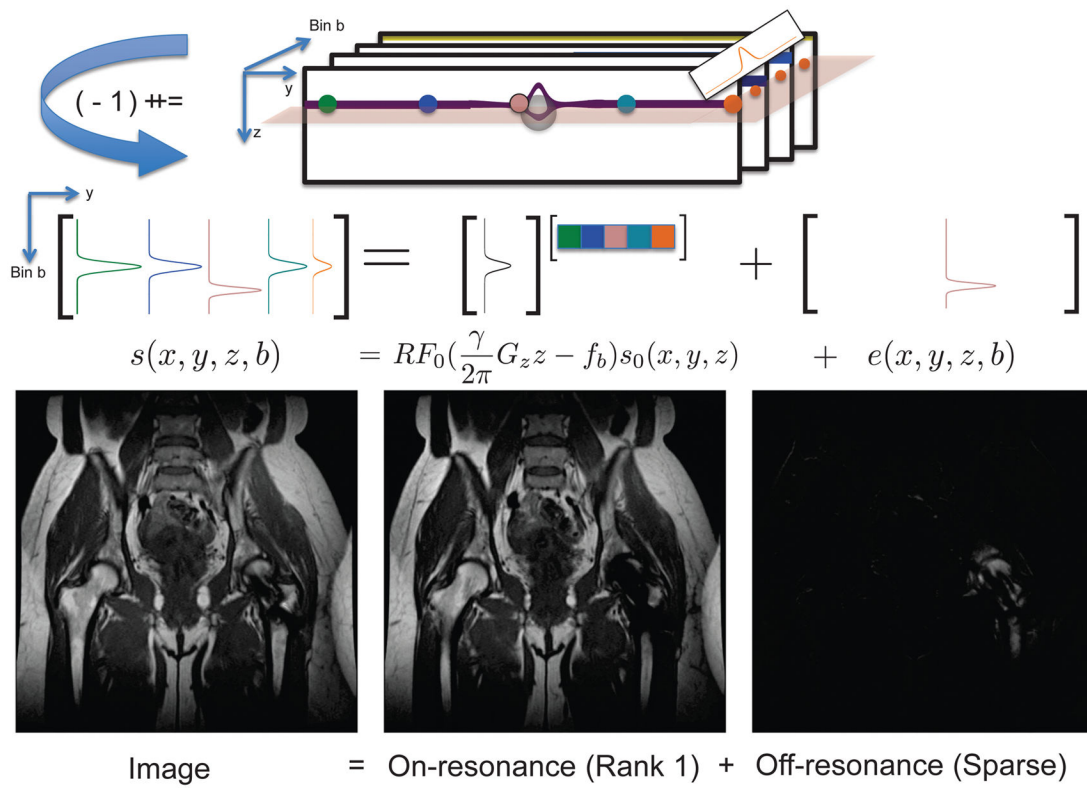 Bin b
y
z
( - 1) ++=
y
Bin b
[ ] = [ ] [ ] + [ ]
s(x, y, z, b) = RF₀(γ/2π G_z z − f_b)s₀(x, y, z) + e(x, y, z, b)
Image = On-resonance (Rank 1) + Off-resonance (Sparse)